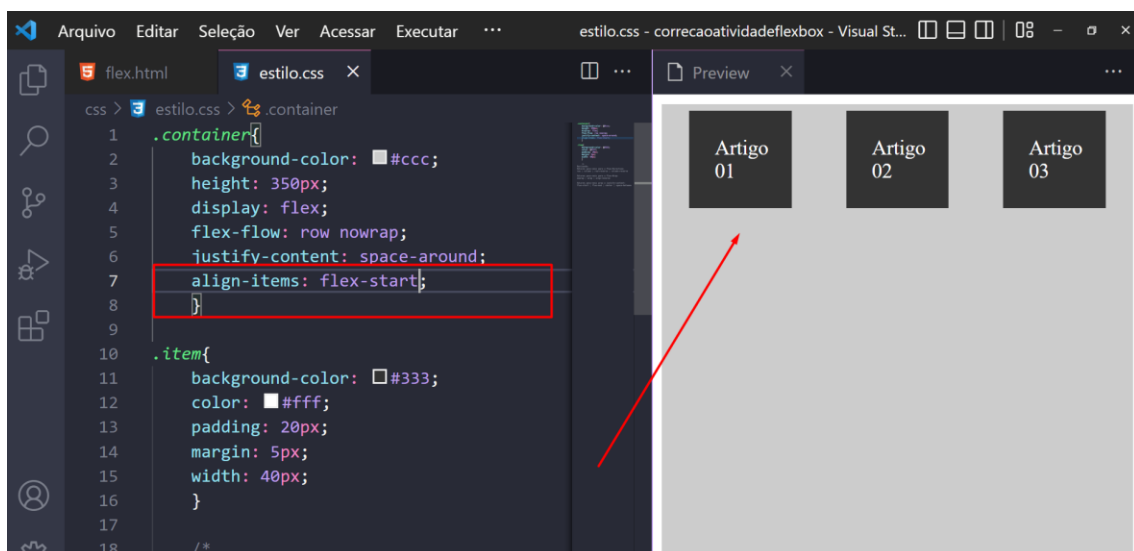 Arquivo Editar Seleção Ver Acessar Executar ··· estilo.css - correcaoatividadeflexbox - Visual St...
flex.html estilo.css Preview
css > estilo.css > .container
1 .container{
2 background-color: #ccc;
3 height: 350px;
4 display: flex;
5 flex-flow: row nowrap;
6 justify-content: space-around;
7 align-items: flex-start;
8 }
9
10 .item{
11 background-color: #333;
12 color: #fff;
13 padding: 20px;
14 margin: 5px;
15 width: 40px;
16 }
17
18 /*
Artigo
01
Artigo
02
Artigo
03